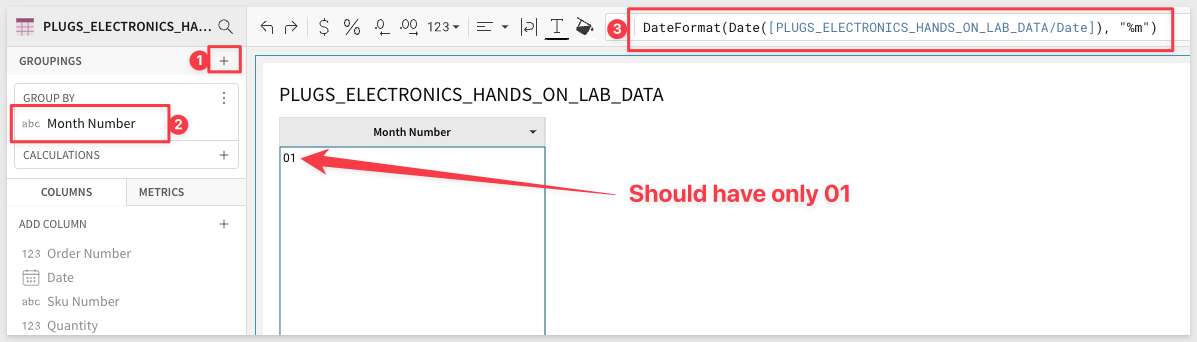 PLUGS_ELECTRONICS_HANDS_ON_HA...
$ % .0 .00 123
3 DateFormat(Date([PLUGS_ELECTRONICS_HANDS_ON_LAB_DATA/Date]), "%m")
GROUPINGS 1 +
GROUP BY
abc Month Number 2
CALCULATIONS +
COLUMNS METRICS
ADD COLUMN +
123 Order Number
Date
abc Sku Number
123 Quantity
PLUGS_ELECTRONICS_HANDS_ON_LAB_DATA
Month Number
01
Should have only 01